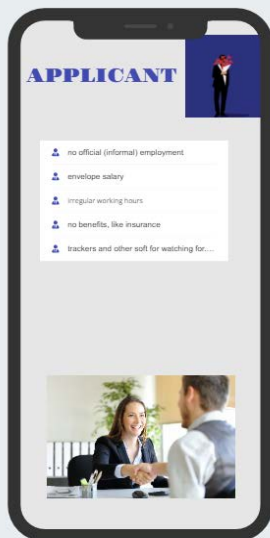 APPLICANT
no official (informal) employment
envelope salary
irregular working hours
no benefits, like insurance
trackers and other soft for watching for....